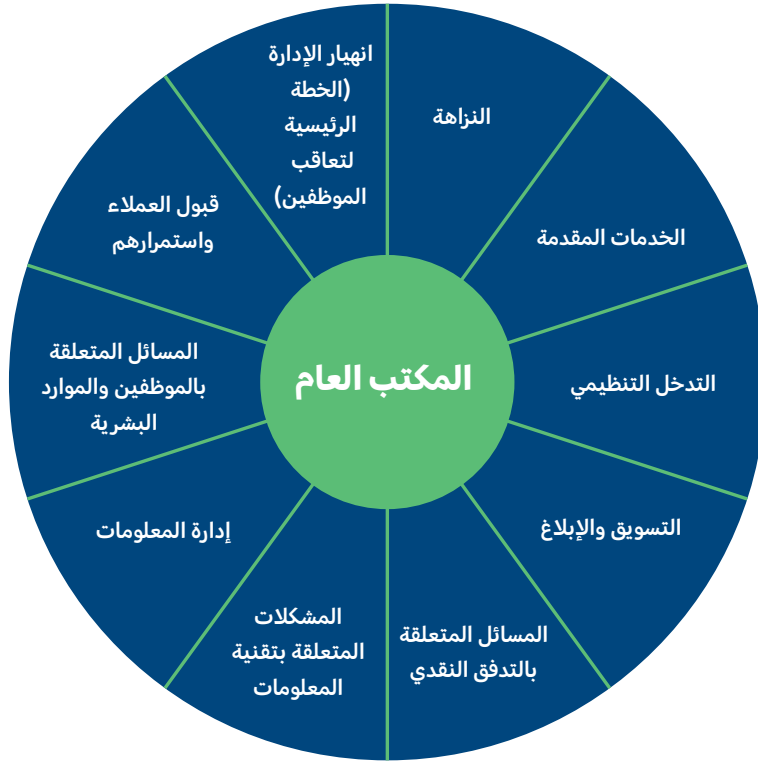 المكتب العام
النزاهة
الخدمات المقدمة
التدخل التنظيمي
التسويق والإبلاغ
المسائل المتعلقة
بالتدفق النقدي
المشكلات
المتعلقة بتقنية
المعلومات
إدارة المعلومات
المسائل المتعلقة
بالموظفين والموارد
البشرية
قبول العملاء
واستمرارهم
انهيار الإدارة
(الخطة
الرئيسية
لتعاقب
الموظفين)